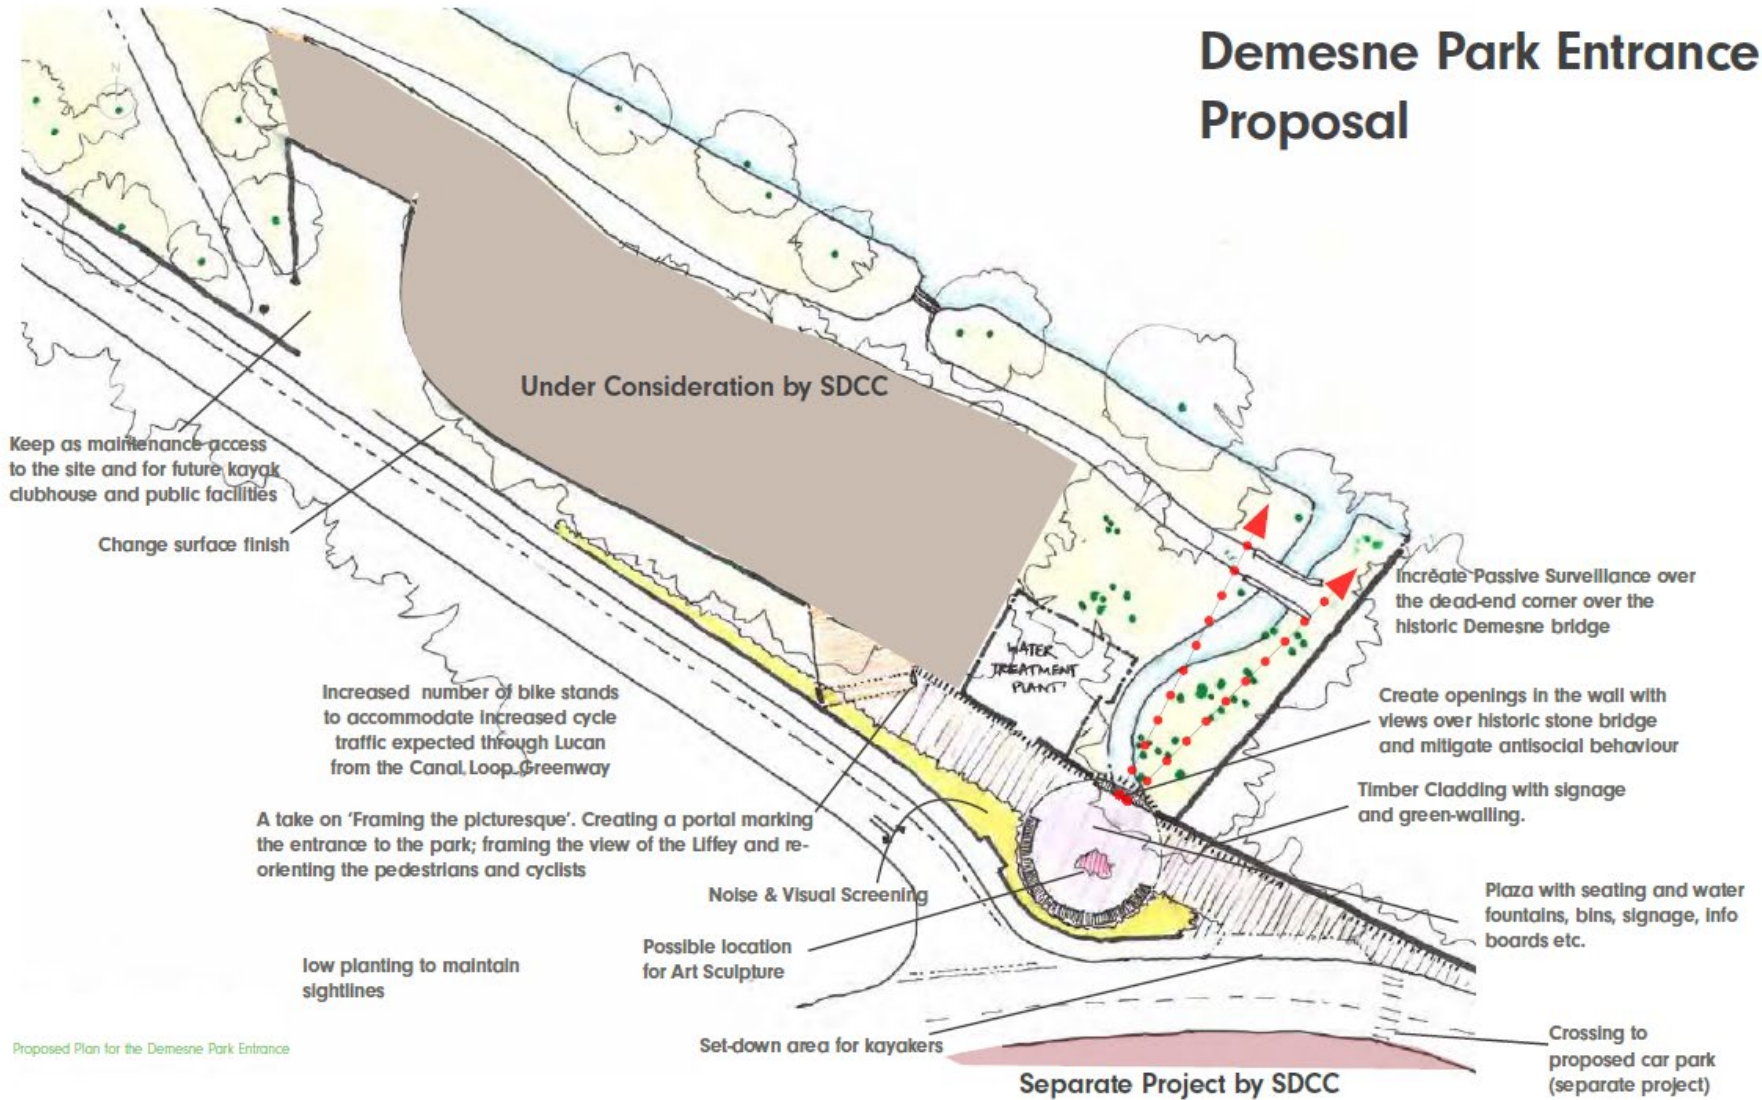 Demesne Park Entrance
Proposal
N
Under Consideration by SDCC
Keep as maintenance access
to the site and for future kayak
clubhouse and public facilities
Change surface finish
Increate Passive Surveillance over
the dead-end corner over the
historic Demesne bridge
WATER
TREATMENT
PLANT
Increased number of bike stands
to accommodate increased cycle
traffic expected through Lucan
from the Canal Loop Greenway
Create openings in the wall with
views over historic stone bridge
and mitigate antisocial behaviour
Timber Cladding with signage
and green-walling.
A take on ‘Framing the picturesque’. Creating a portal marking
the entrance to the park; framing the view of the Liffey and re-
orienting the pedestrians and cyclists
Noise & Visual Screening
Plaza with seating and water
fountains, bins, signage, info
boards etc.
Possible location
for Art Sculpture
low planting to maintain
sightlines
Set-down area for kayakers
Crossing to
proposed car park
(separate project)
Proposed Plan for the Demesne Park Entrance
Separate Project by SDCC